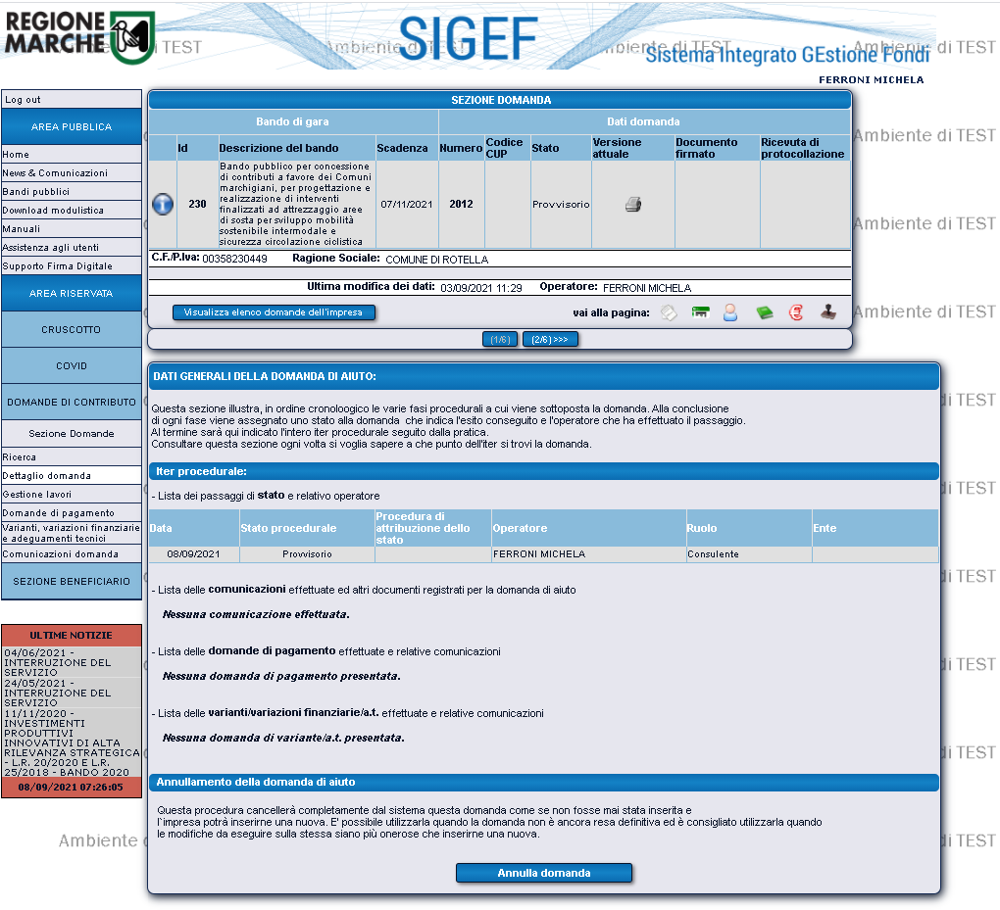 REGIONE
MARCHE
SIGEF
Sistema Integrato GEstione Fondi
Ambiente di TEST
FERRONI MICHELA
Log out
AREA PUBBLICA
Home
News & Comunicazioni
Bandi pubblici
Download modulistica
Manuali
Assistenza agli utenti
Supporto Firma Digitale
AREA RISERVATA
CRUSCOTTO
COVID
DOMANDE DI CONTRIBUTO
Sezione Domande
Ricerca
Dettaglio domanda
Gestione lavori
Domande di pagamento
Varianti, variazioni finanziarie
e adeguamenti tecnici
Comunicazioni domanda
SEZIONE BENEFICIARIO
ULTIME NOTIZIE
04/06/2021 -
INTERRUZIONE DEL
SERVIZIO
24/05/2021 -
INTERRUZIONE DEL
SERVIZIO
11/11/2020 -
INVESTIMENTI
PRODUTTIVI
INNOVATIVI DI ALTA
RILEVANZA STRATEGICA
- L.R. 20/2020 E L.R.
25/2018 - BANDO 2020
08/09/2021 07:26:05
SEZIONE DOMANDA
Bando di gara Dati domanda
Id Descrizione del bando Scadenza Numero Codice CUP Stato Versione attuale Documento firmato Ricevuta di protocollazione
230
Bando pubblico per concessione
di contributi a favore dei Comuni
marchigiani, per progettazione e
realizzazione di interventi
finalizzati ad attrezzaggio aree
di sosta per sviluppo mobilità
sostenibile intermodale e
sicurezza circolazione ciclistica
07/11/2021 2012 Provvisorio
C.F./P.Iva: 00358230449 Ragione Sociale: COMUNE DI ROTELLA
Ultima modifica dei dati: 03/09/2021 11:29 Operatore: FERRONI MICHELA
Visualizza elenco domande dell'impresa vai alla pagina:
(1/6) (2/6) >>>
DATI GENERALI DELLA DOMANDA DI AIUTO:
Questa sezione illustra, in ordine cronoloogico le varie fasi procedurali a cui viene sottoposta la domanda. Alla conclusione
di ogni fase viene assegnato uno stato alla domanda che indica l'esito conseguito e l'operatore che ha effettuato il passaggio.
Al termine sarà qui indicato l'intero iter procedurale seguito dalla pratica.
Consultare questa sezione ogni volta si voglia sapere a che punto dell'iter si trovi la domanda.
Iter procedurale:
- Lista dei passaggi di stato e relativo operatore
Data Stato procedurale Procedura di attribuzione dello stato Operatore Ruolo Ente
08/09/2021 Provvisorio FERRONI MICHELA Consulente
- Lista delle comunicazioni effettuate ed altri documenti registrati per la domanda di aiuto
Nessuna comunicazione effettuata.
- Lista delle domande di pagamento effettuate e relative comunicazioni
Nessuna domanda di pagamento presentata.
- Lista delle varianti/variazioni finanziarie/a.t. effettuate e relative comunicazioni
Nessuna domanda di variante/a.t. presentata.
Annullamento della domanda di aiuto
Questa procedura cancellerà completamente dal sistema questa domanda come se non fosse mai stata inserita e
l`impresa potrà inserirne una nuova. E' possibile utilizzarla quando la domanda non è ancora resa definitiva ed è consigliato utilizzarla quando
le modifiche da eseguire sulla stessa siano più onerose che inserirne una nuova.
Annulla domanda